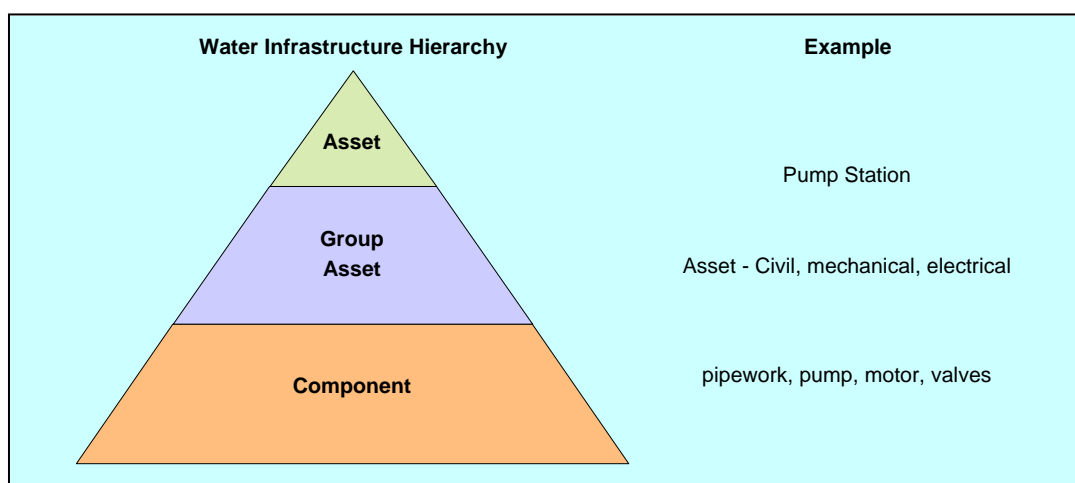 Water Infrastructure Hierarchy
Example
Asset
Pump Station
Group
Asset
Asset - Civil, mechanical, electrical
Component
pipework, pump, motor, valves